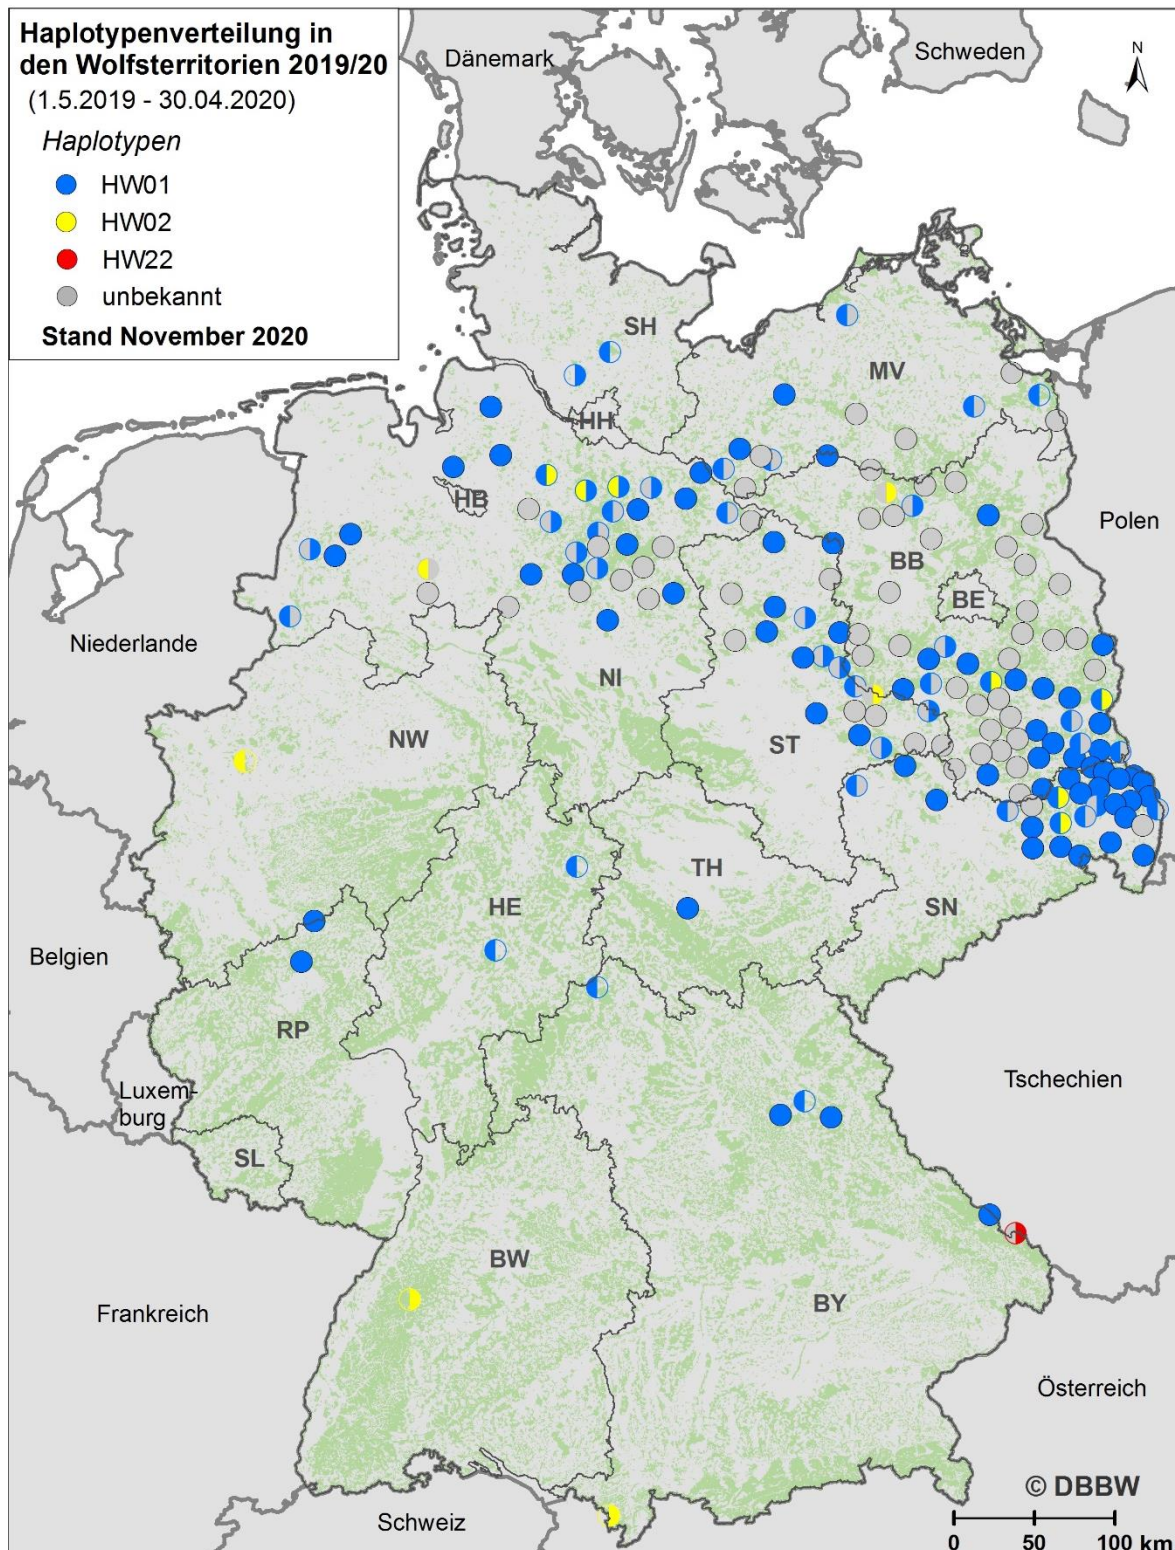 Haplotypenverteilung in
den Wolfsterritorien 2019/20
(1.5.2019 - 30.04.2020)
Haplotypen
HW01
HW02
HW22
unbekannt
Stand November 2020
Dänemark
Schweden
N
SH
MV
HH
HB
Polen
BB
BE
Niederlande
NI
NW
ST
TH
HE
SN
Belgien
RP
Tschechien
Luxem-
burg
SL
BW
BY
Frankreich
Österreich
© DBBW
Schweiz
0 50 100 km